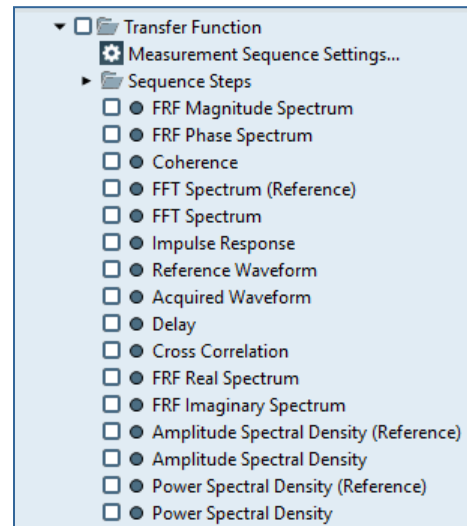 Transfer Function
Measurement Sequence Settings...
Sequence Steps
FRF Magnitude Spectrum
FRF Phase Spectrum
Coherence
FFT Spectrum (Reference)
FFT Spectrum
Impulse Response
Reference Waveform
Acquired Waveform
Delay
Cross Correlation
FRF Real Spectrum
FRF Imaginary Spectrum
Amplitude Spectral Density (Reference)
Amplitude Spectral Density
Power Spectral Density (Reference)
Power Spectral Density